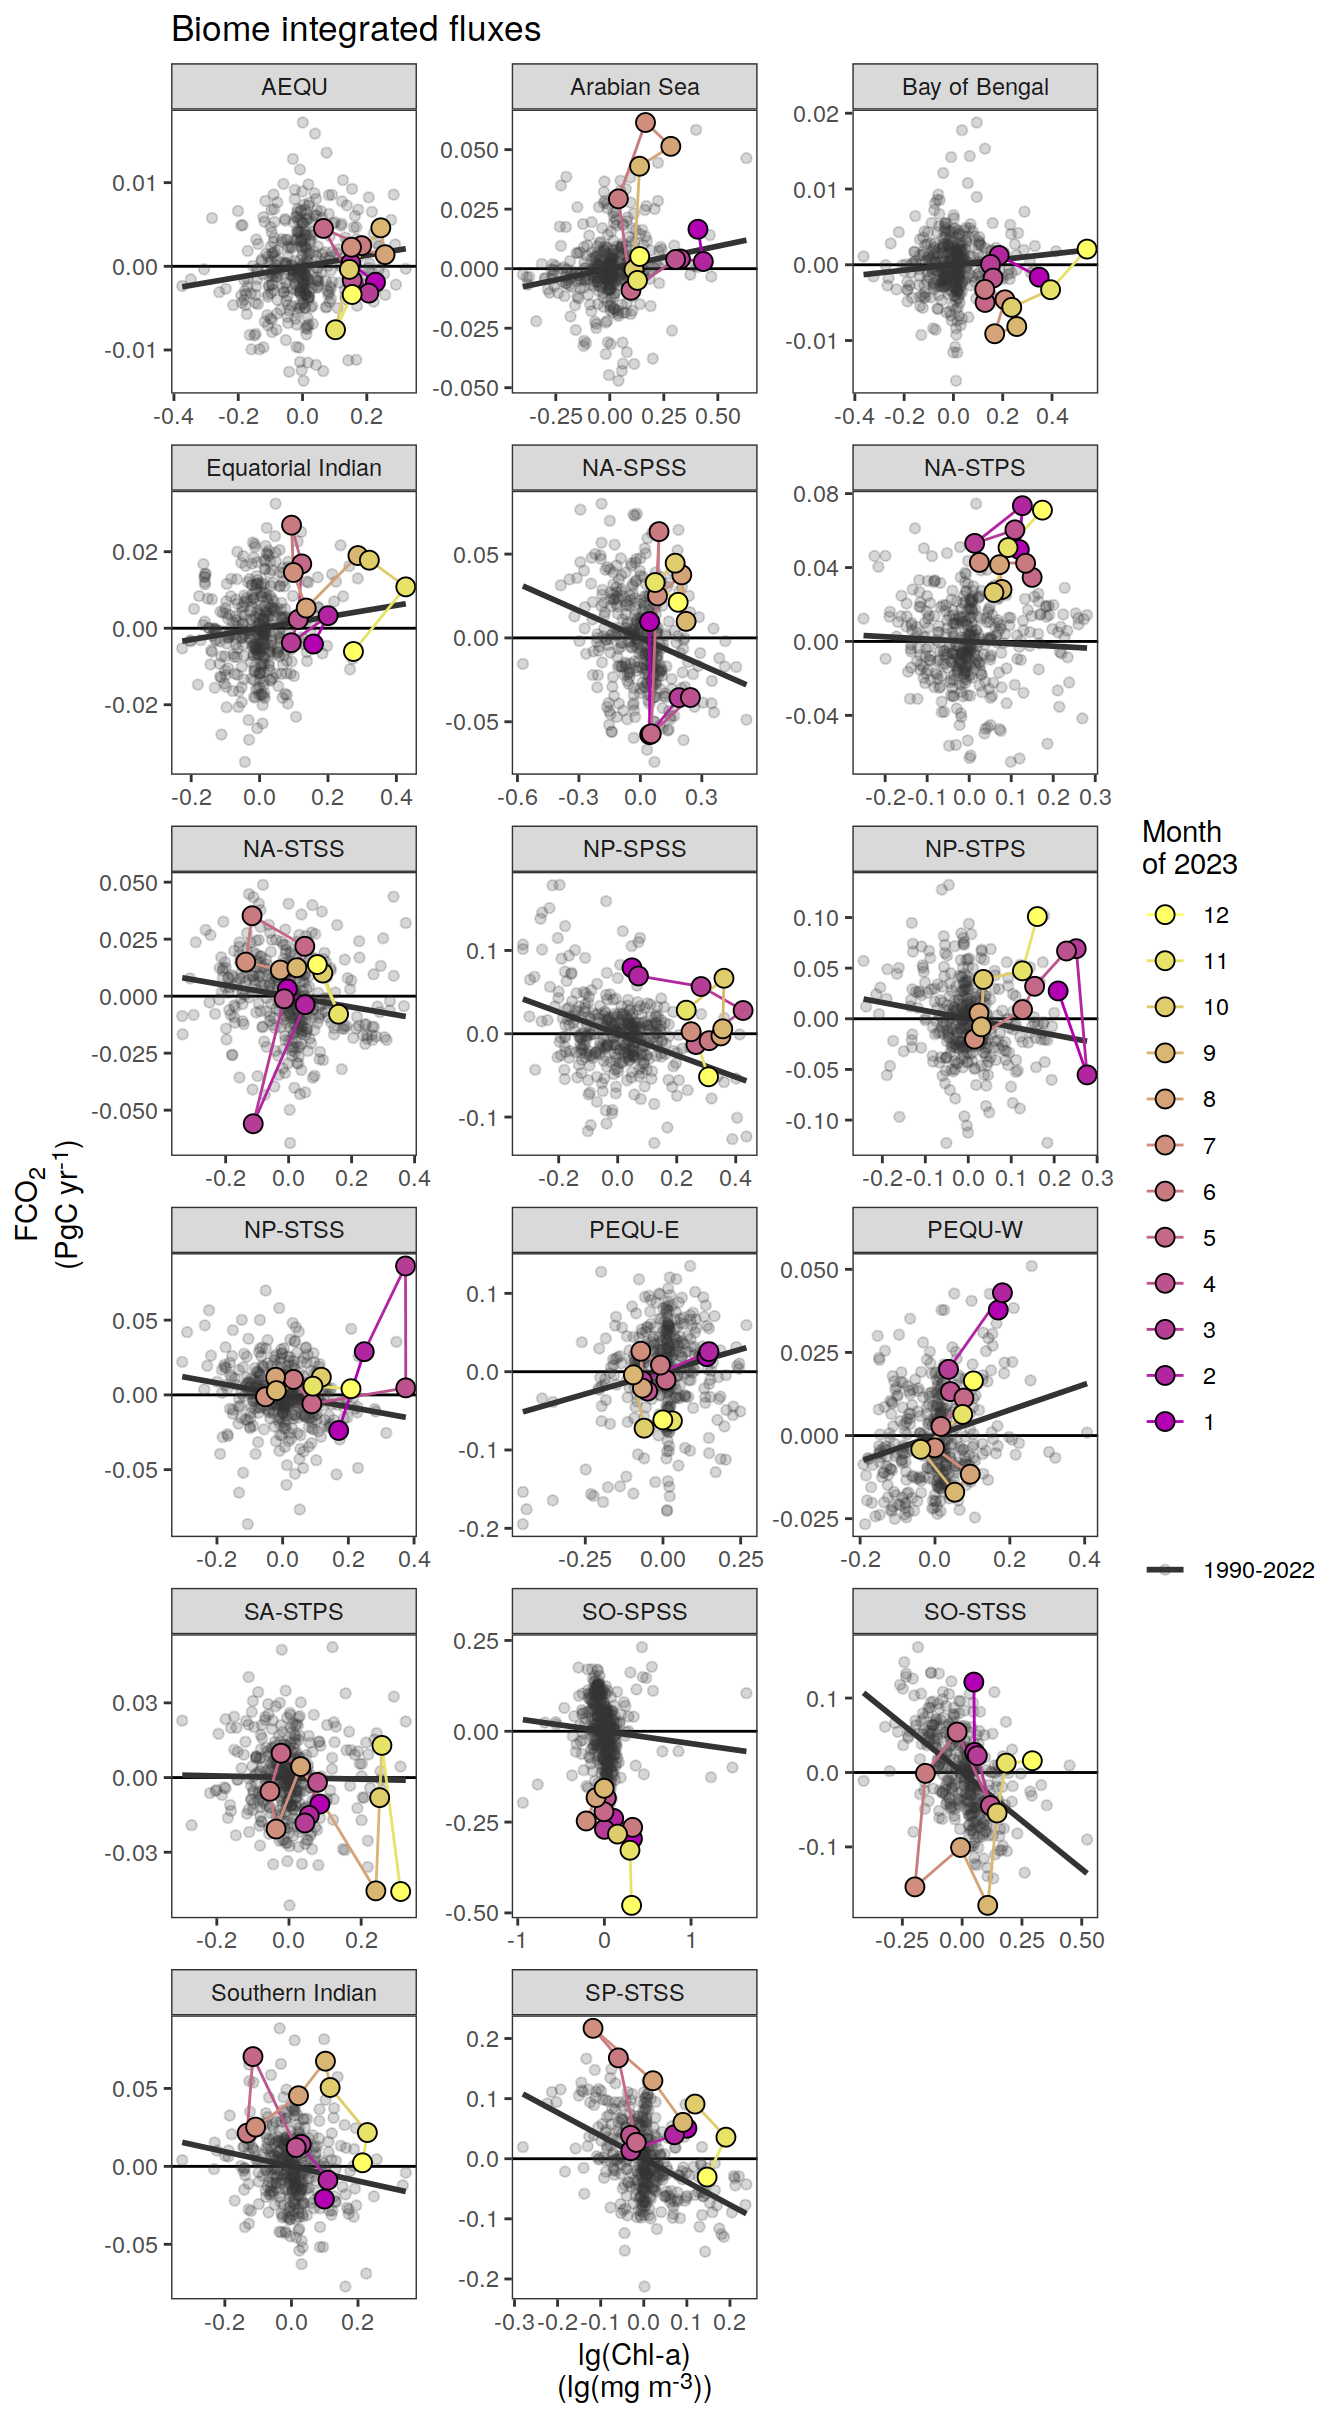 Biome integrated fluxes
AEQU Arabian Sea Bay of Bengal
0.01 0.00 -0.01
-0.4 -0.2 0.0 0.2
0.050 0.025 0.000 -0.025 -0.050
-0.25 0.00 0.25 0.50
0.02 0.01 0.00 -0.01
-0.4 -0.2 0.0 0.2 0.4
Equatorial Indian NA-SPSS NA-STPS
0.02 0.00 -0.02
-0.2 0.0 0.2 0.4
0.05 0.00 -0.05
-0.6 -0.3 0.0 0.3
0.08 0.04 0.00 -0.04
-0.2 -0.1 0.0 0.1 0.2 0.3
NA-STSS NP-SPSS NP-STPS
0.050 0.025 0.000 -0.025 -0.050
-0.2 0.0 0.2 0.4
0.1 0.0 -0.1
-0.2 0.0 0.2 0.4
0.10 0.05 0.00 -0.05 -0.10
-0.2 -0.1 0.0 0.1 0.2 0.3
NP-STSS PEQU-E PEQU-W
0.05 0.00 -0.05
-0.2 0.0 0.2 0.4
0.1 0.0 -0.1 -0.2
-0.25 0.00 0.25
0.050 0.025 0.000 -0.025
-0.2 0.0 0.2 0.4
SA-STPS SO-SPSS SO-STSS
0.03 0.00 -0.03
-0.2 0.0 0.2
0.25 0.00 -0.25 -0.50
-1 0 1
0.1 0.0 -0.1
-0.25 0.00 0.25 0.50
Southern Indian SP-STSS
0.05 0.00 -0.05
-0.2 0.0 0.2
0.2 0.1 0.0 -0.1 -0.2
-0.3 -0.2 -0.1 0.0 0.1 0.2
FCO₂
(PgC yr⁻¹)
lg(Chl-a)
(lg(mg m⁻³))
Month
of 2023
12
11
10
9
8
7
6
5
4
3
2
1
1990-2022